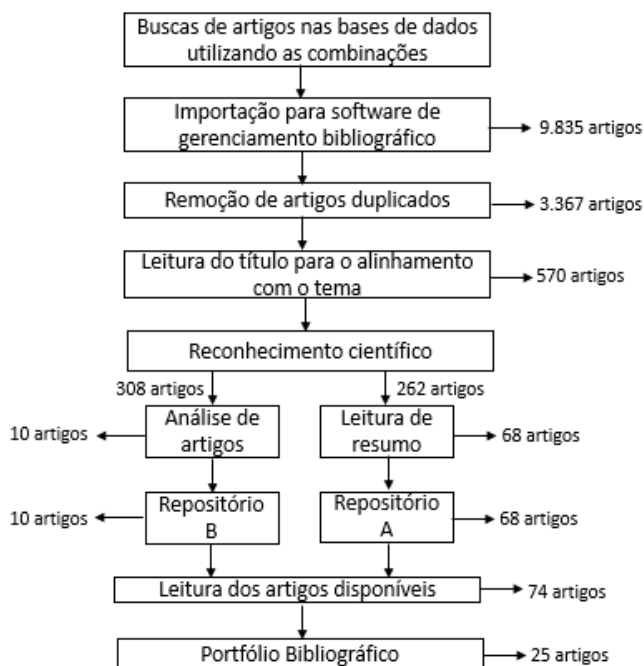 Buscas de artigos nas bases de dados
utilizando as combinações
Importação para software de
gerenciamento bibliográfico
9.835 artigos
Remoção de artigos duplicados
3.367 artigos
Leitura do título para o alinhamento
com o tema
570 artigos
Reconhecimento científico
308 artigos
262 artigos
10 artigos
Análise de
artigos
Leitura de
resumo
68 artigos
10 artigos
Repositório
B
Repositório
A
68 artigos
Leitura dos artigos disponíveis
74 artigos
Portfólio Bibliográfico
25 artigos